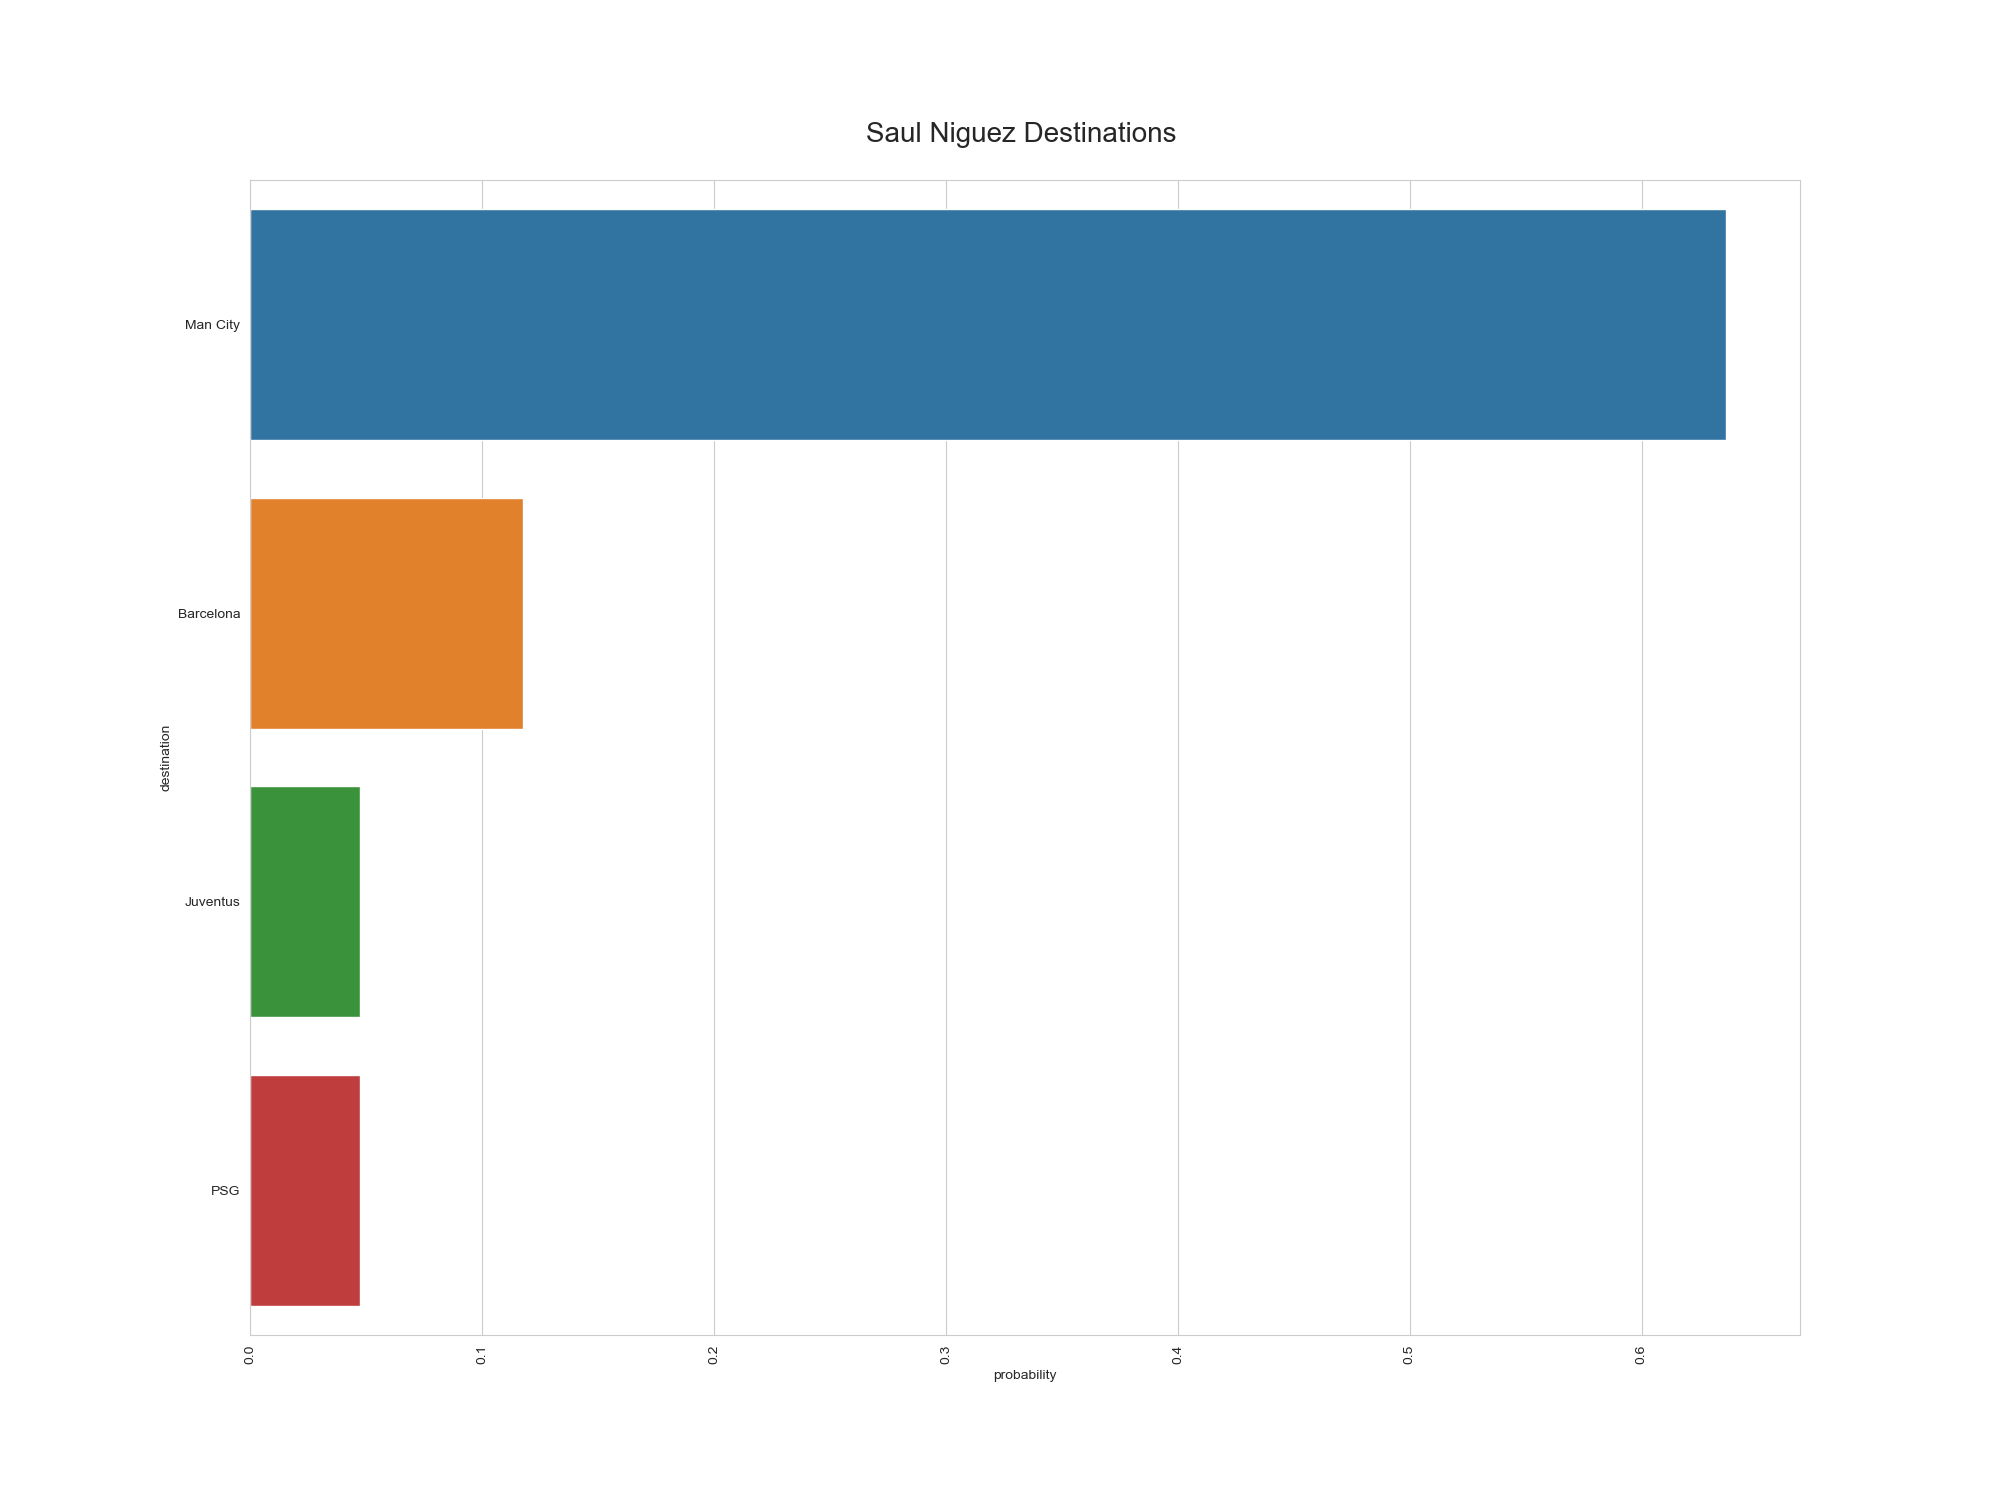 Saul Niguez Destinations
Man City
Barcelona
Juventus
PSG
destination
0.0
0.1
0.2
0.3
0.4
0.5
0.6
probability